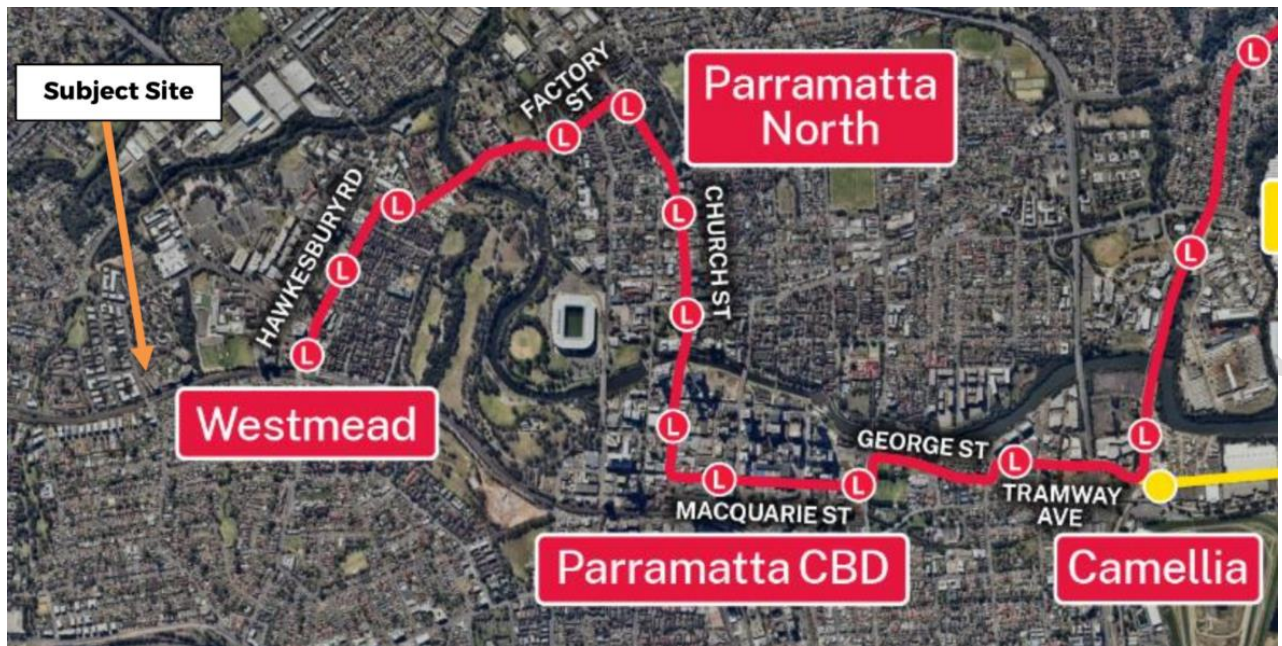 Subject Site
FACTORY
ST
Parramatta
North
HAWKESBURY RD
CHURCH ST
L
L
L
L
L
L
L
L
L
L
L
L
L
L
Westmead
GEORGE ST
MACQUARIE ST
TRAMWAY
AVE
Parramatta CBD
Camellia